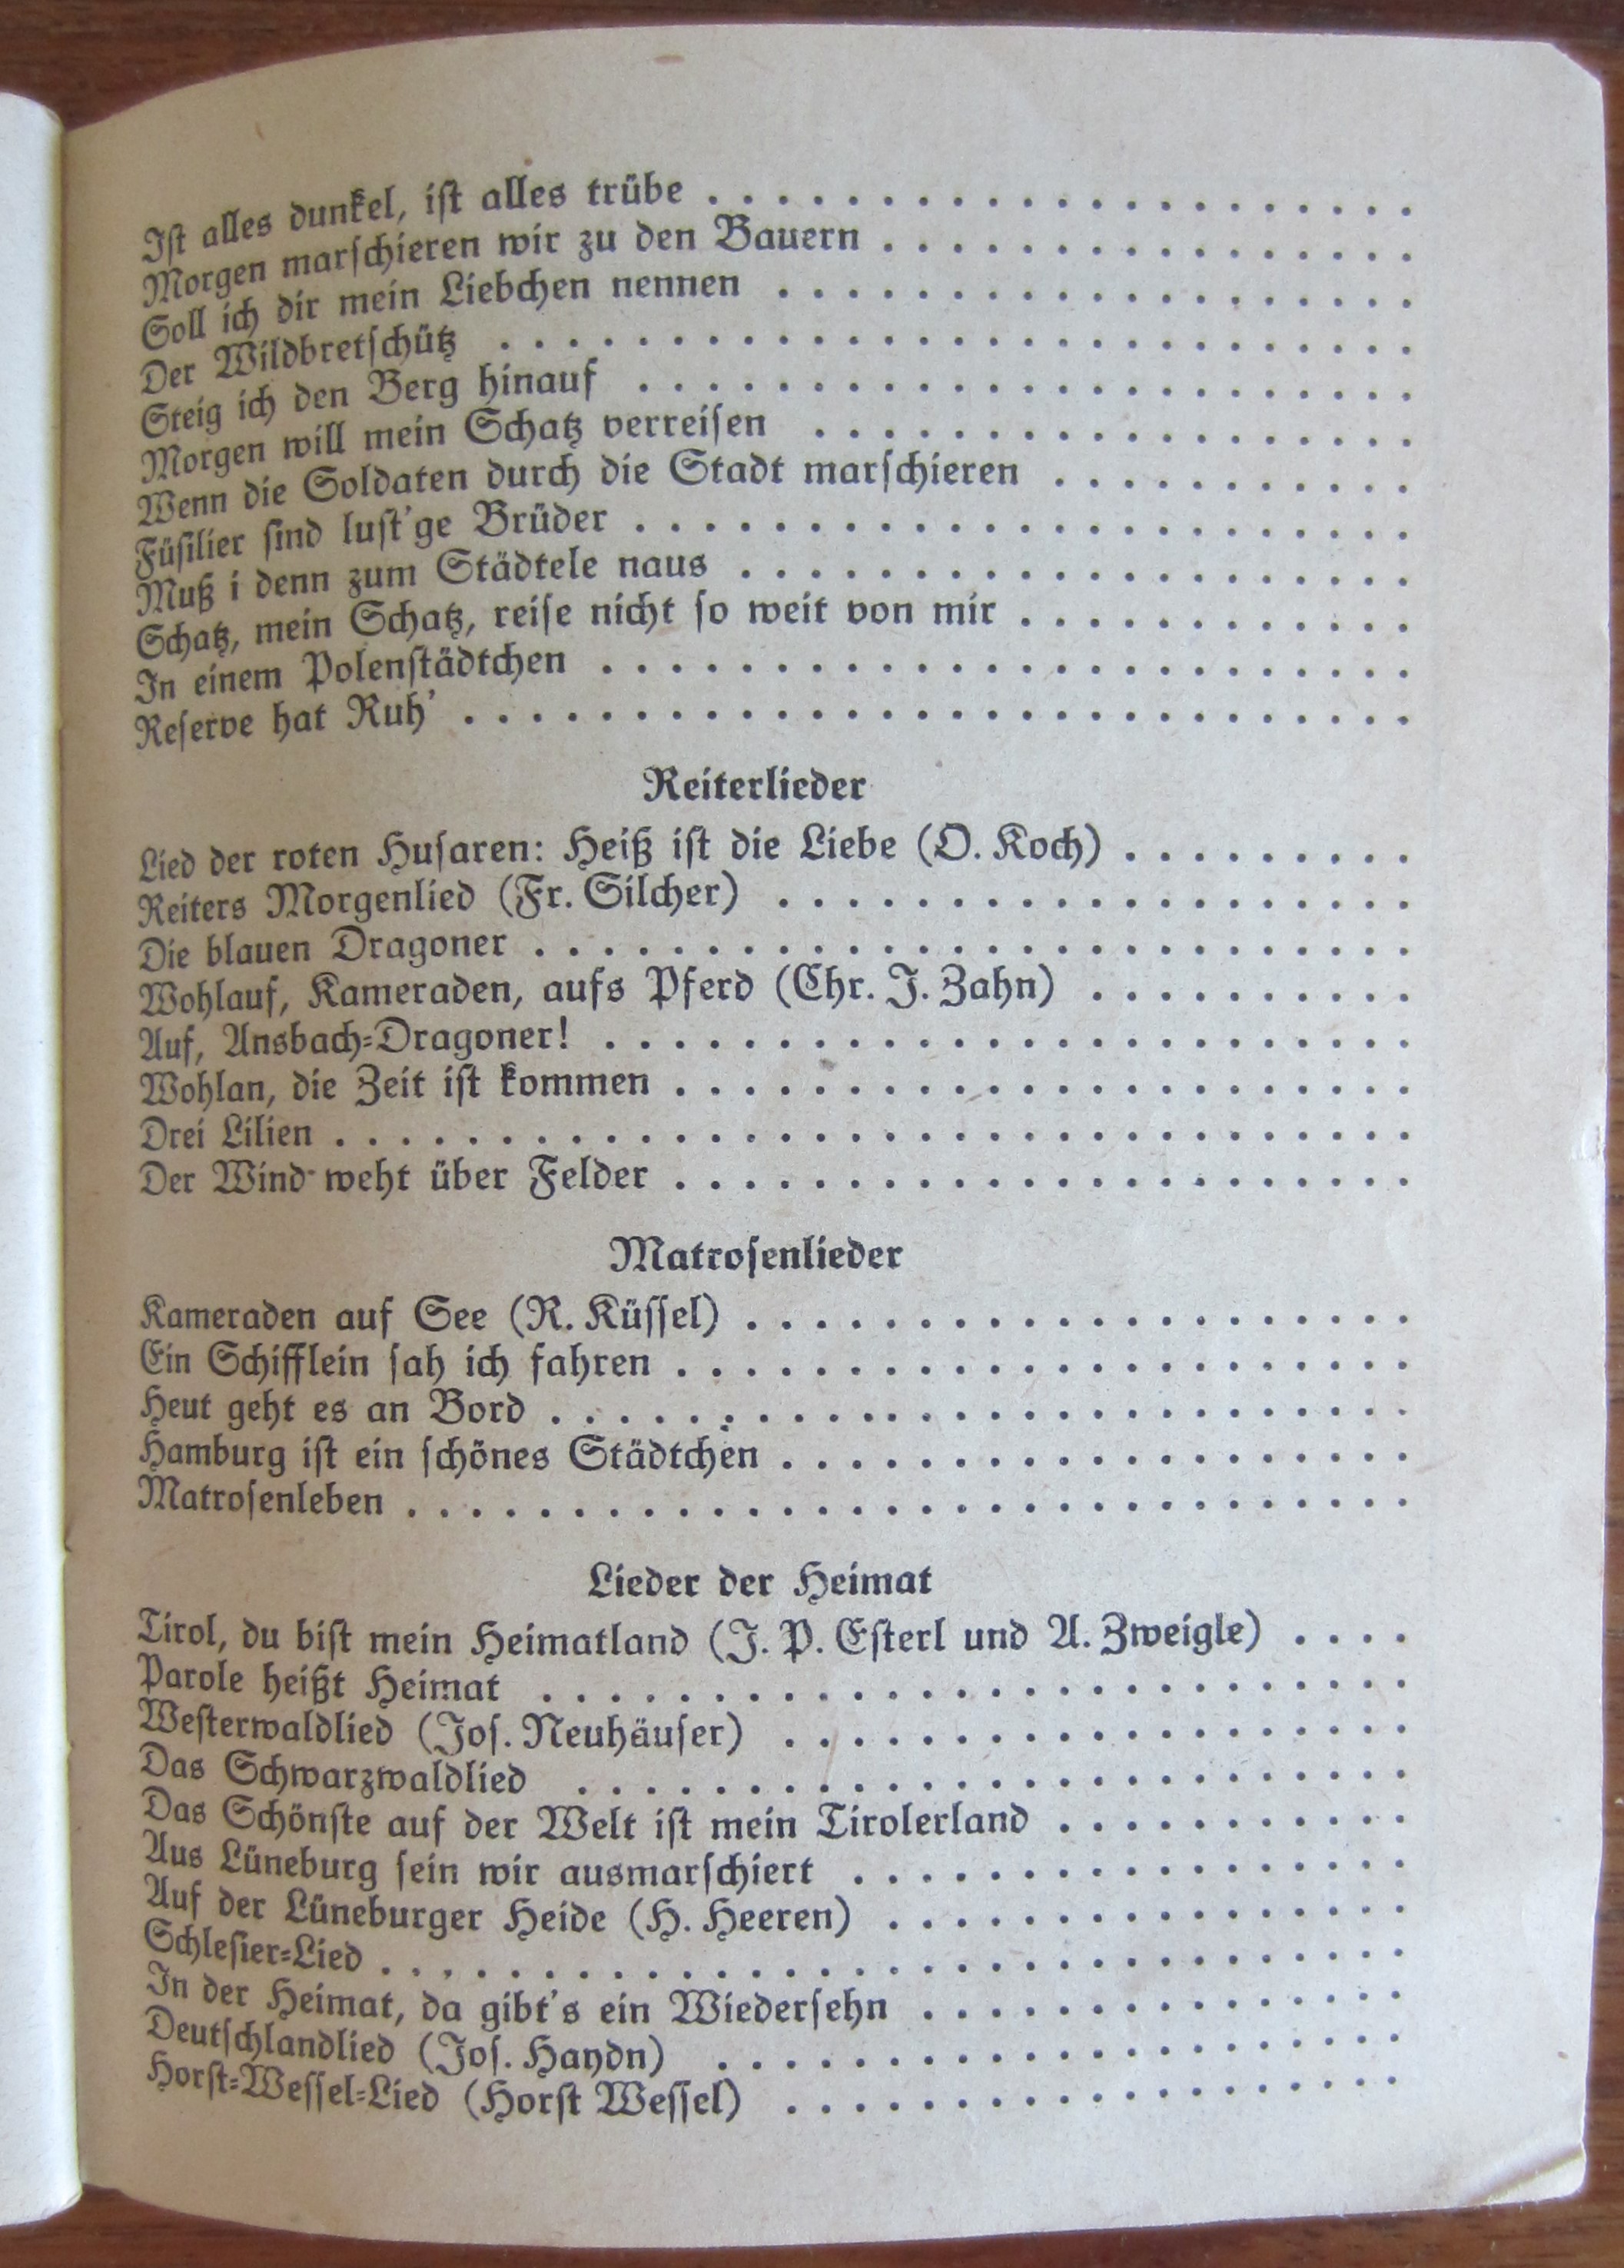 Ist alles dunkel, ist alles trübe . . . . . . . . . . . . . . . . . . . . .
Morgen marschieren wir zu den Bauern . . . . . . . . . . . . . . . .
Soll ich dir mein Liebchen nennen . . . . . . . . . . . . . . . . . . .
Der Wildbretschütz . . . . . . . . . . . . . . . . . . . . . . . . . . .
Steig ich den Berg hinauf . . . . . . . . . . . . . . . . . . . . . . .
Morgen will mein Schatz verreisen . . . . . . . . . . . . . . . . . .
Wenn die Soldaten durch die Stadt marschieren . . . . . . . . . . .
Füsilier sind lust'ge Brüder . . . . . . . . . . . . . . . . . . . . . . .
Muß i denn zum Städtele naus . . . . . . . . . . . . . . . . . . . .
Schatz, mein Schatz, reise nicht so weit von mir . . . . . . . . . . . .
In einem Polenstädtchen . . . . . . . . . . . . . . . . . . . . . . . .
Reserve hat Ruh' . . . . . . . . . . . . . . . . . . . . . . . . . . . .
Reiterlieder
Lied der roten Husaren: Heiß ist die Liebe (O. Koch) . . . . . . . . .
Reiters Morgenlied (Fr. Silcher) . . . . . . . . . . . . . . . . . . .
Die blauen Dragoner . . . . . . . . . . . . . . . . . . . . . . . . . .
Wohlauf, Kameraden, aufs Pferd (Chr. J. Zahn) . . . . . . . . . .
Auf, Ansbach-Dragoner! . . . . . . . . . . . . . . . . . . . . . . . .
Wohlan, die Zeit ist kommen . . . . . . . . . . . . . . . . . . . . . .
Drei Lilien . . . . . . . . . . . . . . . . . . . . . . . . . . . . . . . .
Der Wind weht über Felder . . . . . . . . . . . . . . . . . . . . . .
Matrosenlieder
Kameraden auf See (R. Küssel) . . . . . . . . . . . . . . . . . . . .
Ein Schifflein sah ich fahren . . . . . . . . . . . . . . . . . . . . . .
Heut geht es an Bord . . . . . . . . . . . . . . . . . . . . . . . . . .
Hamburg ist ein schönes Städtchen . . . . . . . . . . . . . . . . . . .
Matrosenleben . . . . . . . . . . . . . . . . . . . . . . . . . . . . . .
Lieder der Heimat
Tirol, du bist mein Heimatland (J. P. Esterl und A. Zweigle) . . . .
Parole heißt Heimat . . . . . . . . . . . . . . . . . . . . . . . . . .
Westerwaldlied (Jos. Neuhäuser) . . . . . . . . . . . . . . . . . . .
Das Schwarzwaldlied . . . . . . . . . . . . . . . . . . . . . . . . .
Das Schönste auf der Welt ist mein Tirolerland . . . . . . . . . . .
Aus Lüneburg sein wir ausmarschiert . . . . . . . . . . . . . . . . .
Auf der Lüneburger Heide (H. Heeren) . . . . . . . . . . . . . . . .
Schlesier-Lied . . . . . . . . . . . . . . . . . . . . . . . . . . . . . .
In der Heimat, da gibt's ein Wiedersehn . . . . . . . . . . . . . . .
Deutschlandlied (Jos. Haydn) . . . . . . . . . . . . . . . . . . . . .
Horst-Wessel-Lied (Horst Wessel) . . . . . . . . . . . . . . . . . . .